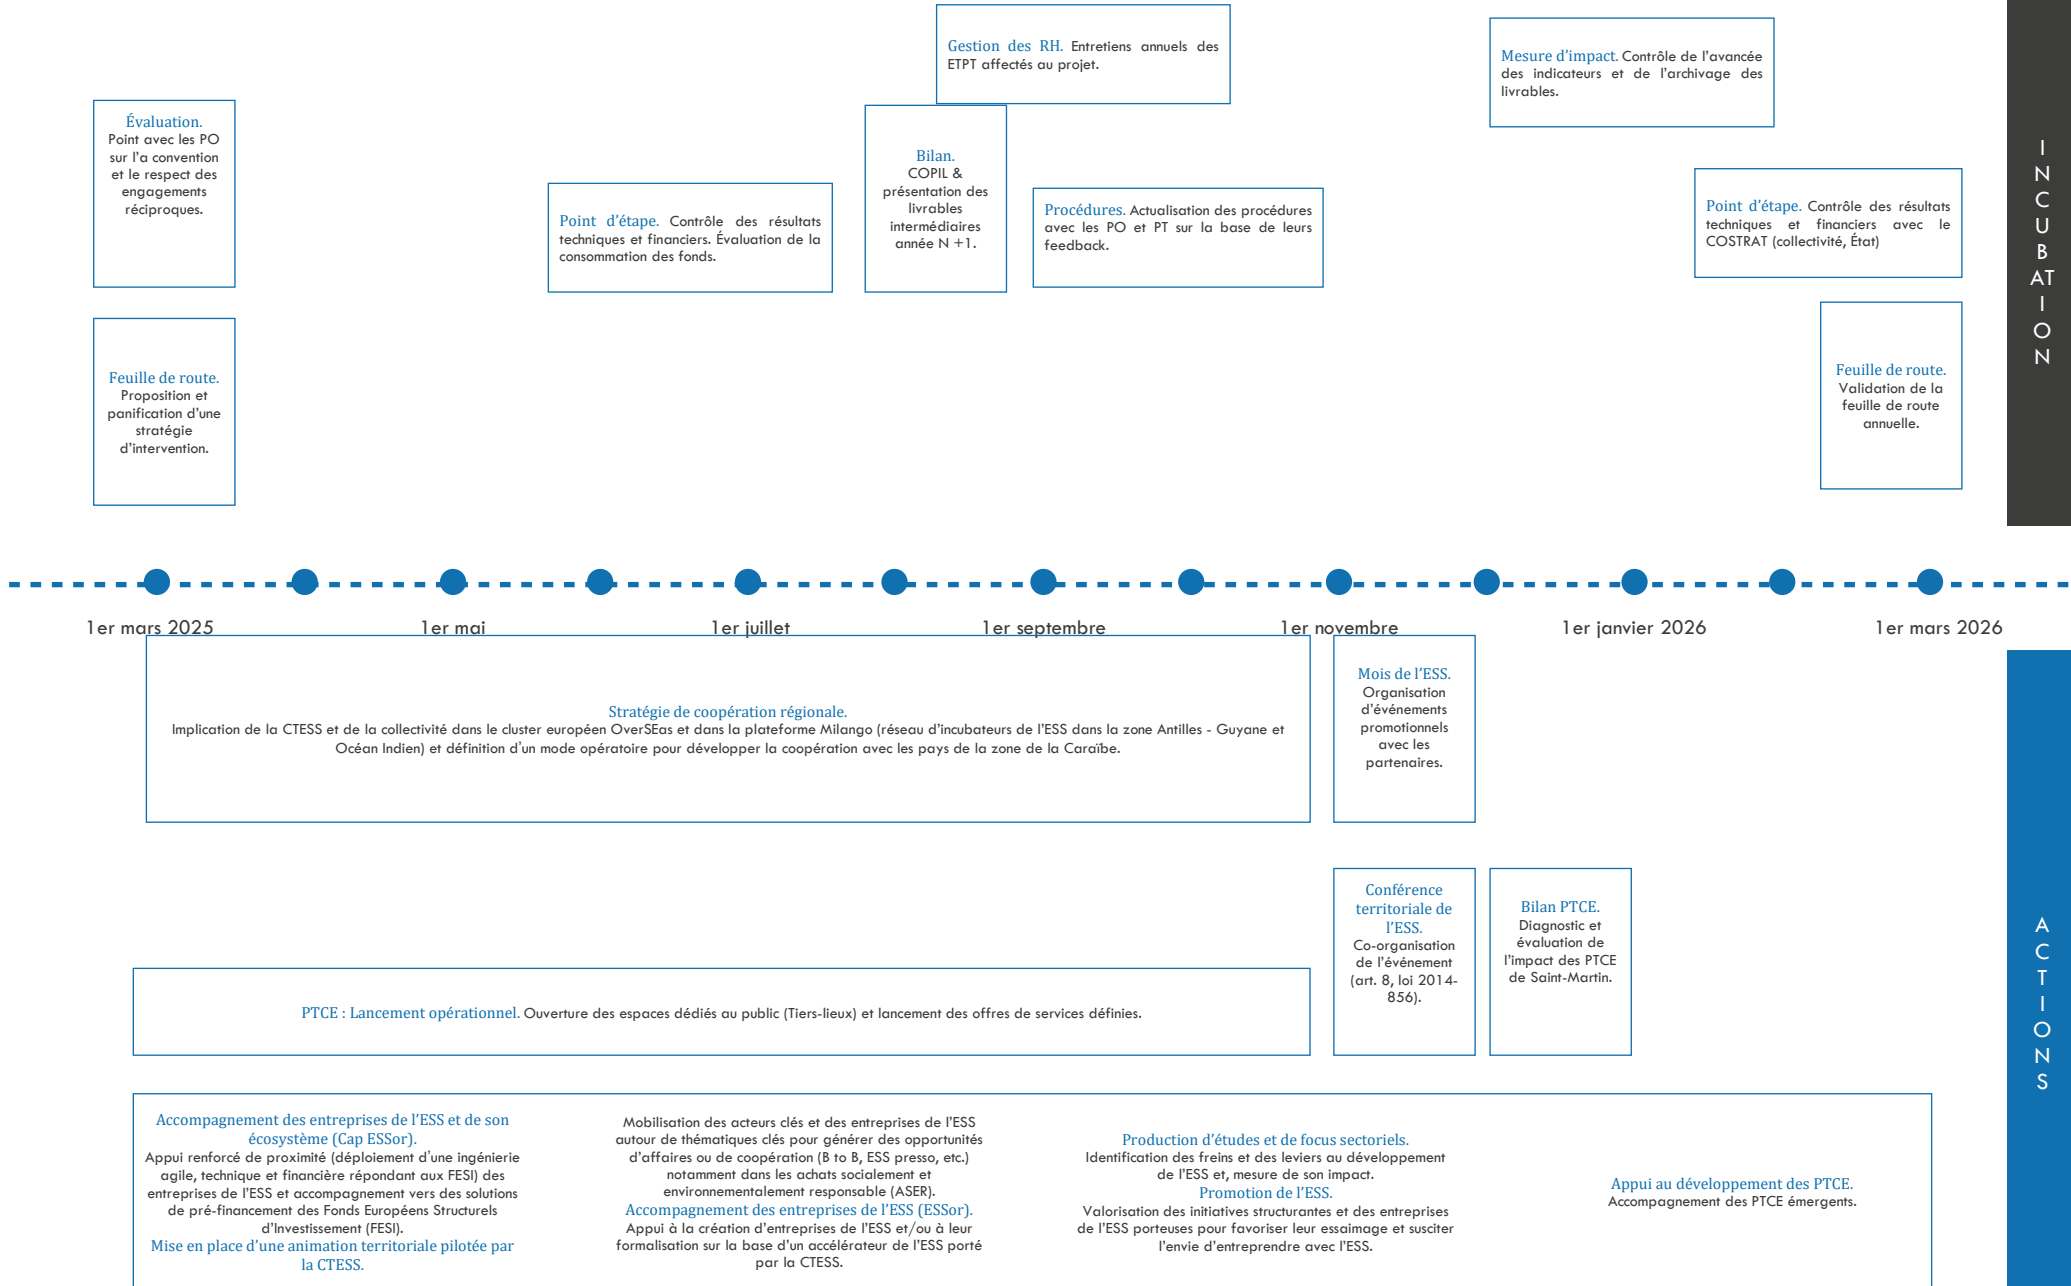 Gestion des RH. Entretiens annuels des
ETPT affectés au projet.
Mesure d'impact. Contrôle de l'avancée
des indicateurs et de l'archivage des
livrables.
Évaluation.
Point avec les PO
sur l'a convention
et le respect des
engagements
réciproques.
Bilan.
COPIL &
présentation des
livrables
intermédiaires
année N +1.
Point d'étape. Contrôle des résultats
techniques et financiers. Évaluation de la
consommation des fonds.
Procédures. Actualisation des procédures
avec les PO et PT sur la base de leurs
feedback.
Point d'étape. Contrôle des résultats
techniques et financiers avec le
COSTRAT (collectivité, État)
Feuille de route.
Proposition et
panification d'une
stratégie
d'intervention.
Feuille de route.
Validation de la
feuille de route
annuelle.
I
N
C
U
B
AT
I
O
N
1er mars 2025
1er mai
1er juillet
1er septembre
1er novembre
1er janvier 2026
1er mars 2026
Stratégie de coopération régionale.
Implication de la CTESS et de la collectivité dans le cluster européen OverSEas et dans la plateforme Milango (réseau d'incubateurs de l'ESS dans la zone Antilles - Guyane et
Océan Indien) et définition d'un mode opératoire pour développer la coopération avec les pays de la zone de la Caraïbe.
Mois de l'ESS.
Organisation
d'événements
promotionnels
avec les
partenaires.
Conférence
territoriale de
l'ESS.
Co-organisation
de l'événement
(art. 8, loi 2014-
856).
Bilan PTCE.
Diagnostic et
évaluation de
l'impact des PTCE
de Saint-Martin.
PTCE : Lancement opérationnel. Ouverture des espaces dédiés au public (Tiers-lieux) et lancement des offres de services définies.
Accompagnement des entreprises de l'ESS et de son
écosystème (Cap ESSor).
Appui renforcé de proximité (déploiement d'une ingénierie
agile, technique et financière répondant aux FESI) des
entreprises de l'ESS et accompagnement vers des solutions
de pré-financement des Fonds Européens Structurels
d'Investissement (FESI).
Mise en place d'une animation territoriale pilotée par
la CTESS.
Mobilisation des acteurs clés et des entreprises de l'ESS
autour de thématiques clés pour générer des opportunités
d'affaires ou de coopération (B to B, ESS presso, etc.)
notamment dans les achats socialement et
environnementalement responsable (ASER).
Accompagnement des entreprises de l'ESS (ESSor).
Appui à la création d'entreprises de l'ESS et/ou à leur
formalisation sur la base d'un accélérateur de l'ESS porté
par la CTESS.
Production d'études et de focus sectoriels.
Identification des freins et des leviers au développement
de l'ESS et, mesure de son impact.
Promotion de l'ESS.
Valorisation des initiatives structurantes et des entreprises
de l'ESS porteuses pour favoriser leur essaimage et susciter
l'envie d'entreprendre avec l'ESS.
Appui au développement des PTCE.
Accompagnement des PTCE émergents.
A
C
T
I
O
N
S